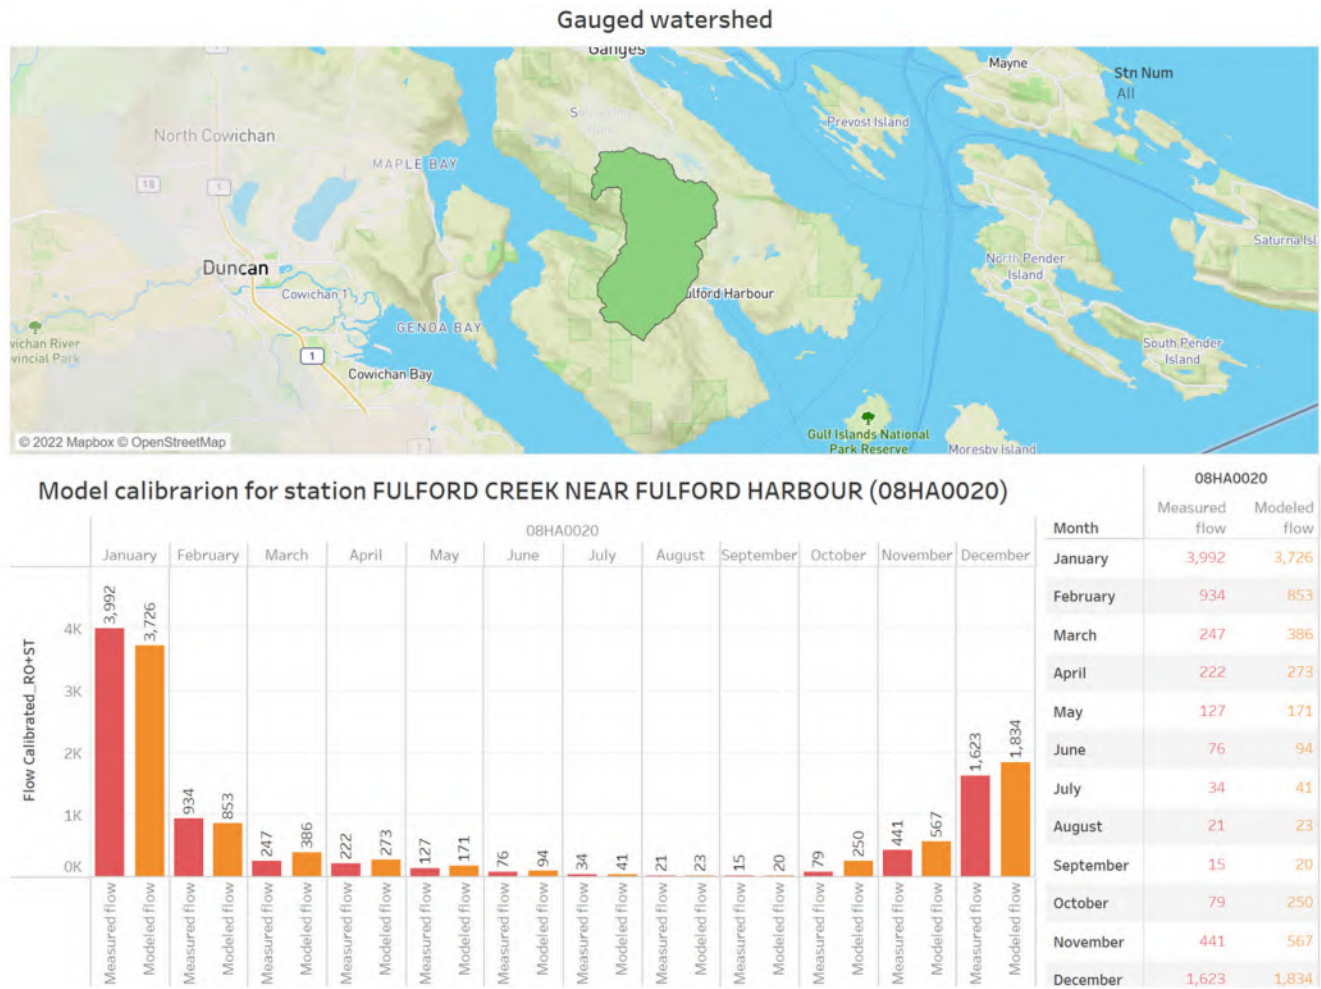 Gauged watershed
Ganges
Mayne
Stn Num
All
Prevost Island
North Cowichan
MAPLE BAY
18
1
Saturna Isl
Duncan
North Pender
Island
Cowichan 1
ulford Harbour
GENOA BAY
wichan River
vincial Park
1
South Pender
Island
Cowichan Bay
Gulf Islands National
Park Reserve
Moresby Island
© 2022 Mapbox © OpenStreetMap
Model calibrarion for station FULFORD CREEK NEAR FULFORD HARBOUR (08HA0020)
08HA0020
January February March April May June July August September October November December
Flow Calibrated_RO+ST
4K
3K
2K
1K
0K
3,992 3,726 934 853 247 386 222 273 127 171 76 94 34 41 21 23 15 20 79 250 441 567 1,623 1,834
Measured flow Modeled flow Measured flow Modeled flow Measured flow Modeled flow Measured flow Modeled flow Measured flow Modeled flow Measured flow Modeled flow Measured flow Modeled flow Measured flow Modeled flow Measured flow Modeled flow Measured flow Modeled flow Measured flow Modeled flow Measured flow Modeled flow
08HA0020
Measured Modeled
Month flow flow
January 3,992 3,726
February 934 853
March 247 386
April 222 273
May 127 171
June 76 94
July 34 41
August 21 23
September 15 20
October 79 250
November 441 567
December 1,623 1,834